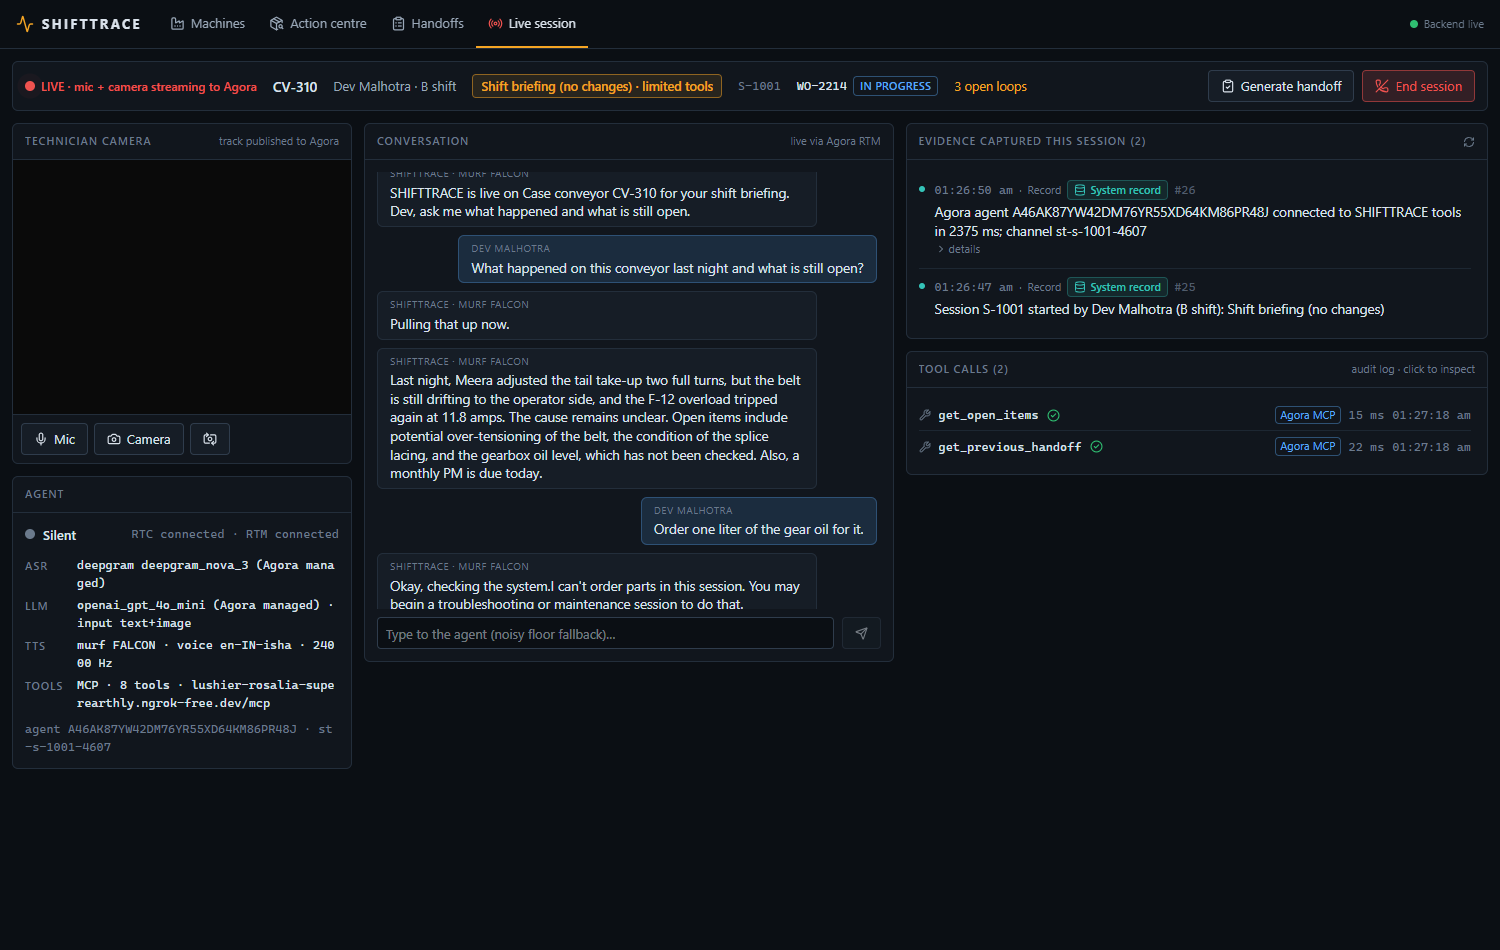 SHIFTTRACE
Machines
Action centre
Handoffs
Live session
Backend live
LIVE · mic + camera streaming to Agora
CV-310
Dev Malhotra · B shift
Shift briefing (no changes) · limited tools
S-1001
WO-2214
IN PROGRESS
3 open loops
Generate handoff
End session
TECHNICIAN CAMERA
track published to Agora
Mic
Camera
AGENT
Silent
RTC connected · RTM connected
ASR
deepgram deepgram_nova_3 (Agora mana
ged)
LLM
openai_gpt_4o_mini (Agora managed) ·
input text+image
TTS
murf FALCON · voice en-IN-isha · 240
00 Hz
TOOLS
MCP · 8 tools · lushier-rosalia-supe
rearthly.ngrok-free.dev/mcp
agent A46AK87YW42DM76YR55XD64KM86PR48J · st
-s-1001-4607
CONVERSATION
live via Agora RTM
SHIFTTRACE · MURF FALCON
SHIFTTRACE is live on Case conveyor CV-310 for your shift briefing.
Dev, ask me what happened and what is still open.
DEV MALHOTRA
What happened on this conveyor last night and what is still open?
SHIFTTRACE · MURF FALCON
Pulling that up now.
SHIFTTRACE · MURF FALCON
Last night, Meera adjusted the tail take-up two full turns, but the belt
is still drifting to the operator side, and the F-12 overload tripped
again at 11.8 amps. The cause remains unclear. Open items include
potential over-tensioning of the belt, the condition of the splice
lacing, and the gearbox oil level, which has not been checked. Also, a
monthly PM is due today.
DEV MALHOTRA
Order one liter of the gear oil for it.
SHIFTTRACE · MURF FALCON
Okay, checking the system.I can't order parts in this session. You may
begin a troubleshooting or maintenance session to do that.
Type to the agent (noisy floor fallback)...
EVIDENCE CAPTURED THIS SESSION (2)
01:26:50 am · Record
System record
#26
Agora agent A46AK87YW42DM76YR55XD64KM86PR48J connected to SHIFTTRACE tools
in 2375 ms; channel st-s-1001-4607
> details
01:26:47 am · Record
System record
#25
Session S-1001 started by Dev Malhotra (B shift): Shift briefing (no changes)
TOOL CALLS (2)
audit log · click to inspect
get_open_items
Agora MCP
15 ms 01:27:18 am
get_previous_handoff
Agora MCP
22 ms 01:27:18 am